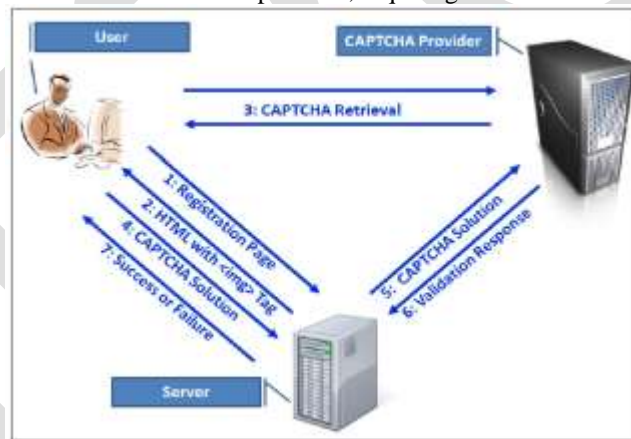 User
CAPTCHA Provider
3: CAPTCHA Retrieval
1: Registration Page
2: HTML with <img> Tag
4: CAPTCHA Solution
7: Success or Failure
5: CAPTCHA Solution
6: Validation Response
Server